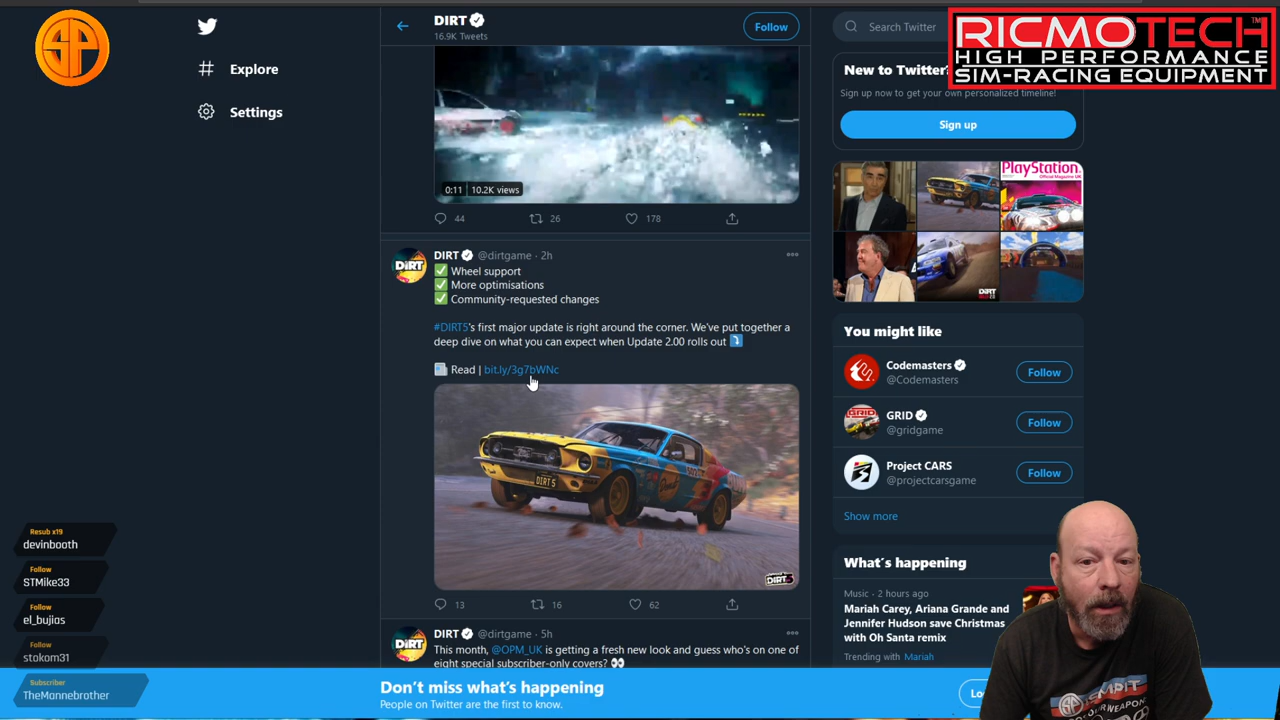 SP
Explore
Settings
DIRT
16.9K Tweets
Follow
0:11 10.2K views
44 26 178
DIRT @dirtgame · 2h
✅ Wheel support
✅ More optimisations
✅ Community-requested changes
#DIRT5's first major update is right around the corner. We've put together a
deep dive on what you can expect when Update 2.00 rolls out ⤵️
📰 Read | bit.ly/3g7bWNc
DIRT 5
DIRT 5
13 16 62
DIRT @dirtgame · 5h
This month, @OPM_UK is getting a fresh new look and guess who's on one of
eight special subscriber-only covers? 👀
Search Twitter
RICMOTECH™
HIGH PERFORMANCE
SIM-RACING EQUIPMENT
New to Twitter?
Sign up now to get your own personalized timeline!
Sign up
PlayStation
You might like
Codemasters
@Codemasters
Follow
GRID
@gridgame
Follow
Project CARS
@projectcarsgame
Follow
Show more
What's happening
Music · 2 hours ago
Mariah Carey, Ariana Grande and
Jennifer Hudson save Christmas
with Oh Santa remix
Trending with Mariah
Resub x19
devinbooth
Follow
STMike33
Follow
el_bujias
Follow
stokom31
Subscriber
TheMannebrother
Don't miss what's happening
People on Twitter are the first to know.